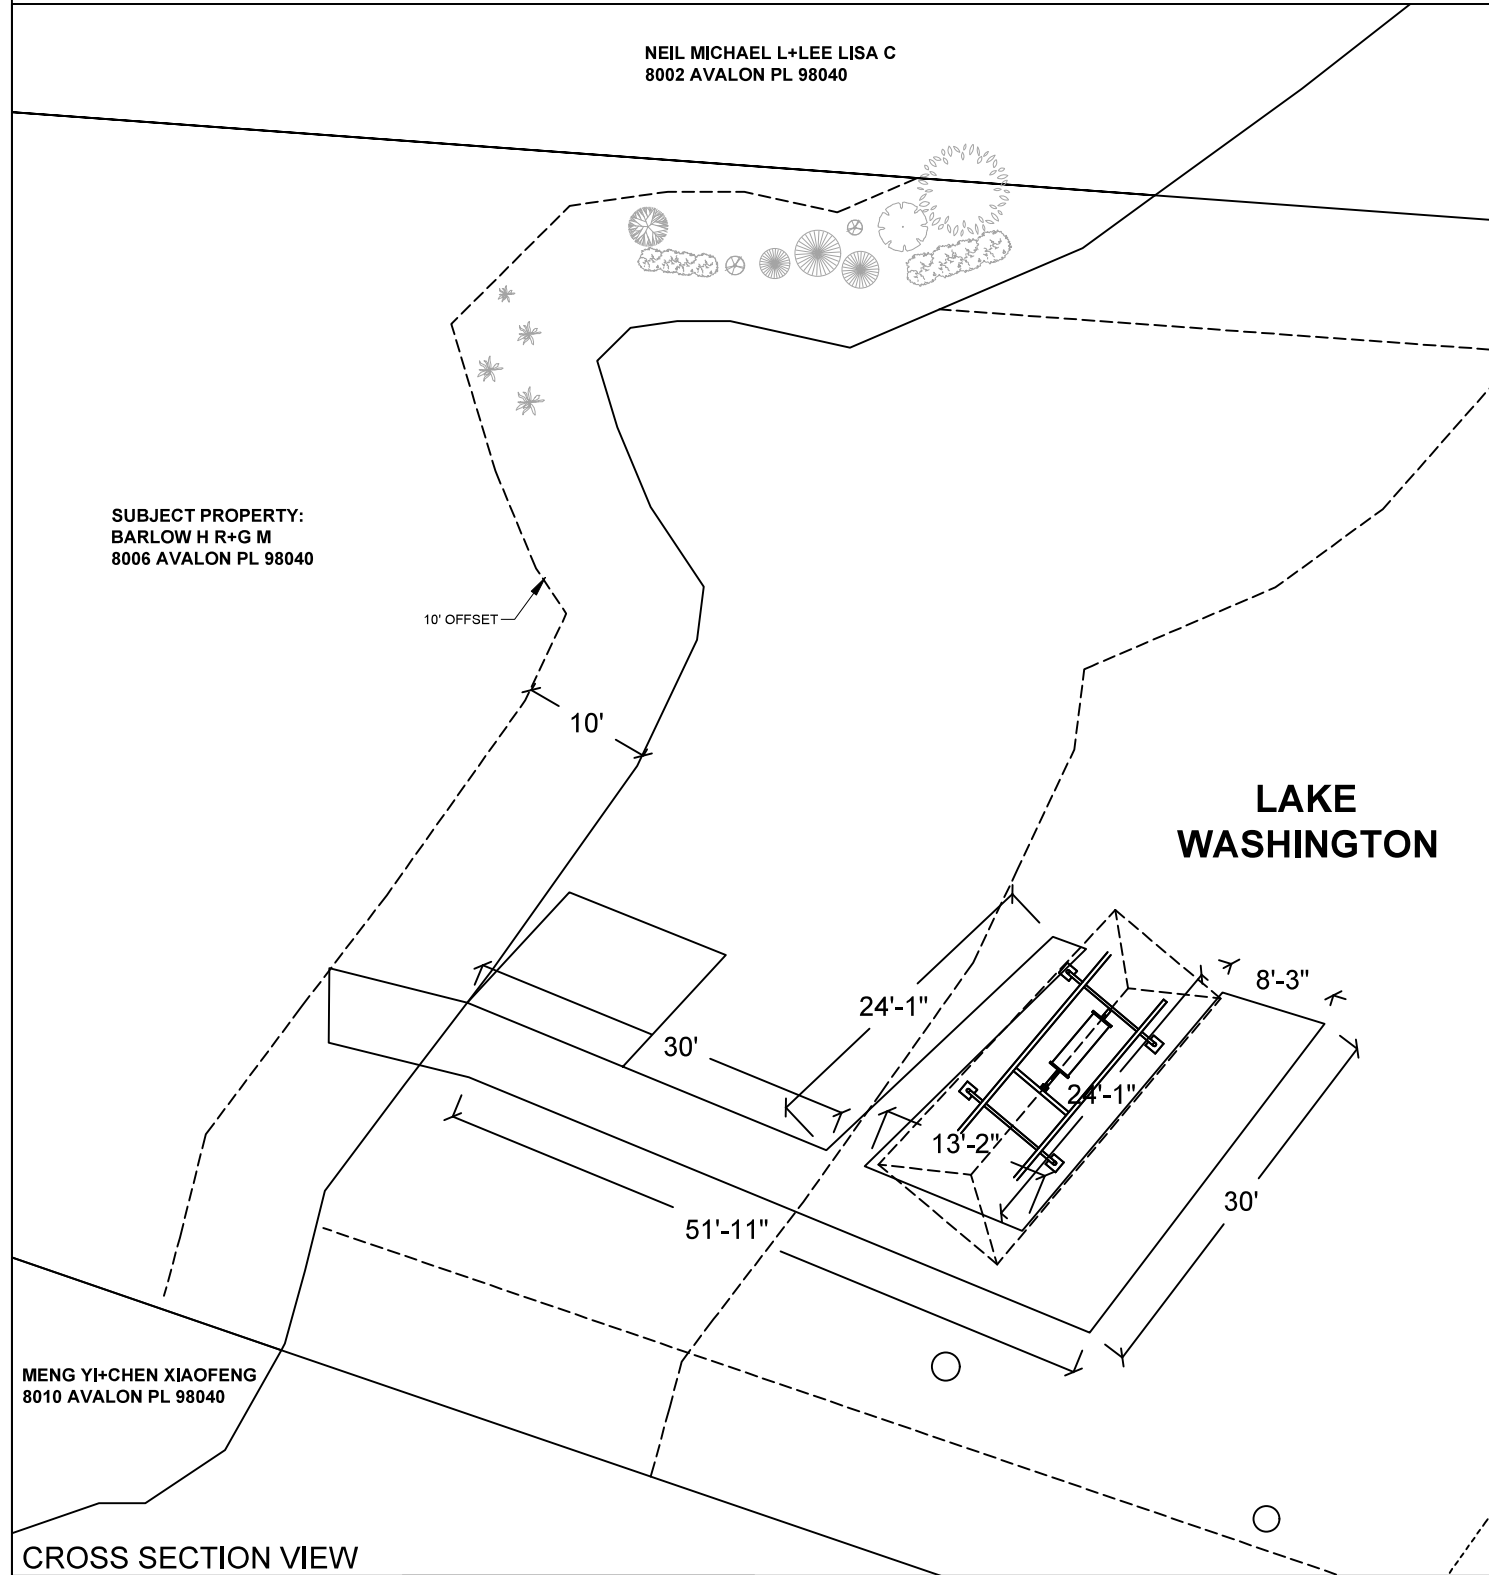 NEIL MICHAEL L+LEE LISA C
8002 AVALON PL 98040
SUBJECT PROPERTY:
BARLOW H R+G M
8006 AVALON PL 98040
10' OFFSET
10'
LAKE
WASHINGTON
24'-1"
8'-3"
30'
24'-1"
13'-2"
30'
51'-11"
MENG YI+CHEN XIAOFENG
8010 AVALON PL 98040
CROSS SECTION VIEW